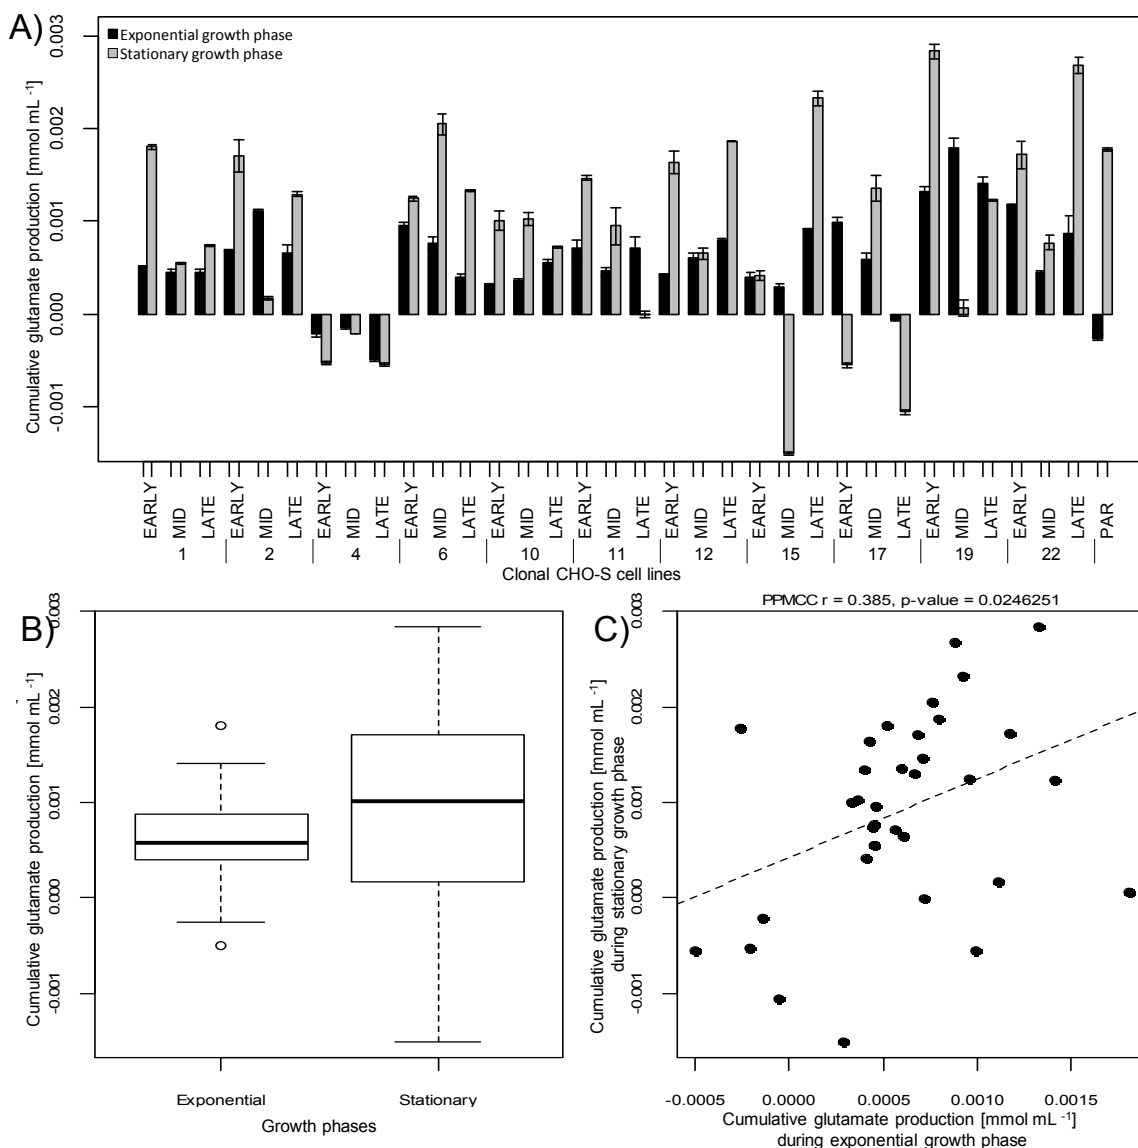 A)
Exponential growth phase
Stationary growth phase
Cumulative glutamate production [mmol mL⁻¹]
0.003
0.002
0.001
0.000
-0.001
EARLY MID LATE EARLY MID LATE EARLY MID LATE EARLY MID LATE EARLY MID LATE EARLY MID LATE EARLY MID LATE EARLY MID LATE EARLY MID LATE EARLY MID LATE EARLY MID LATE PAR
1 2 4 6 10 11 12 15 17 19 22
Clonal CHO-S cell lines
B)
Cumulative glutamate production [mmol mL⁻¹]
0.003
0.002
0.001
0.000
-0.001
Exponential Stationary
Growth phases
PPMCC r = 0.385, p-value = 0.0246251
C)
Cumulative glutamate production [mmol mL⁻¹]
during stationary growth phase
0.003
0.002
0.001
0.000
-0.001
-0.0005 0.0000 0.0005 0.0010 0.0015
Cumulative glutamate production [mmol mL⁻¹]
during exponential growth phase